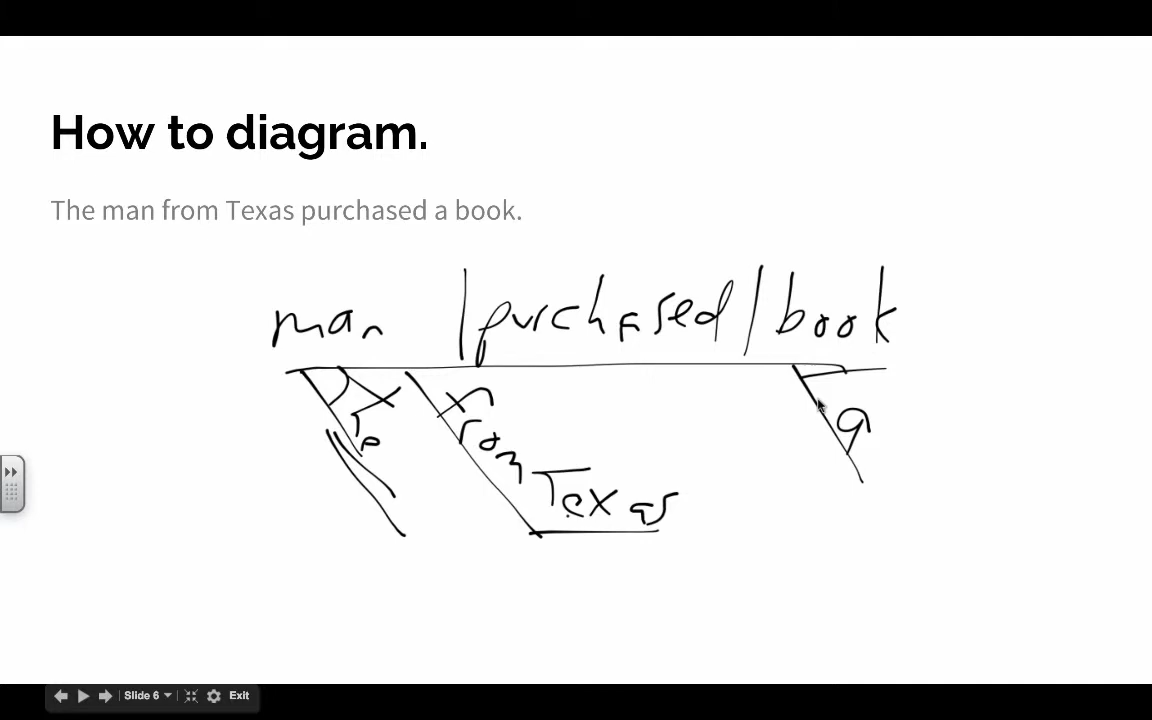 How to diagram.
The man from Texas purchased a book.
man /purchased/book
The
from
a
Texas
Slide 6
Exit